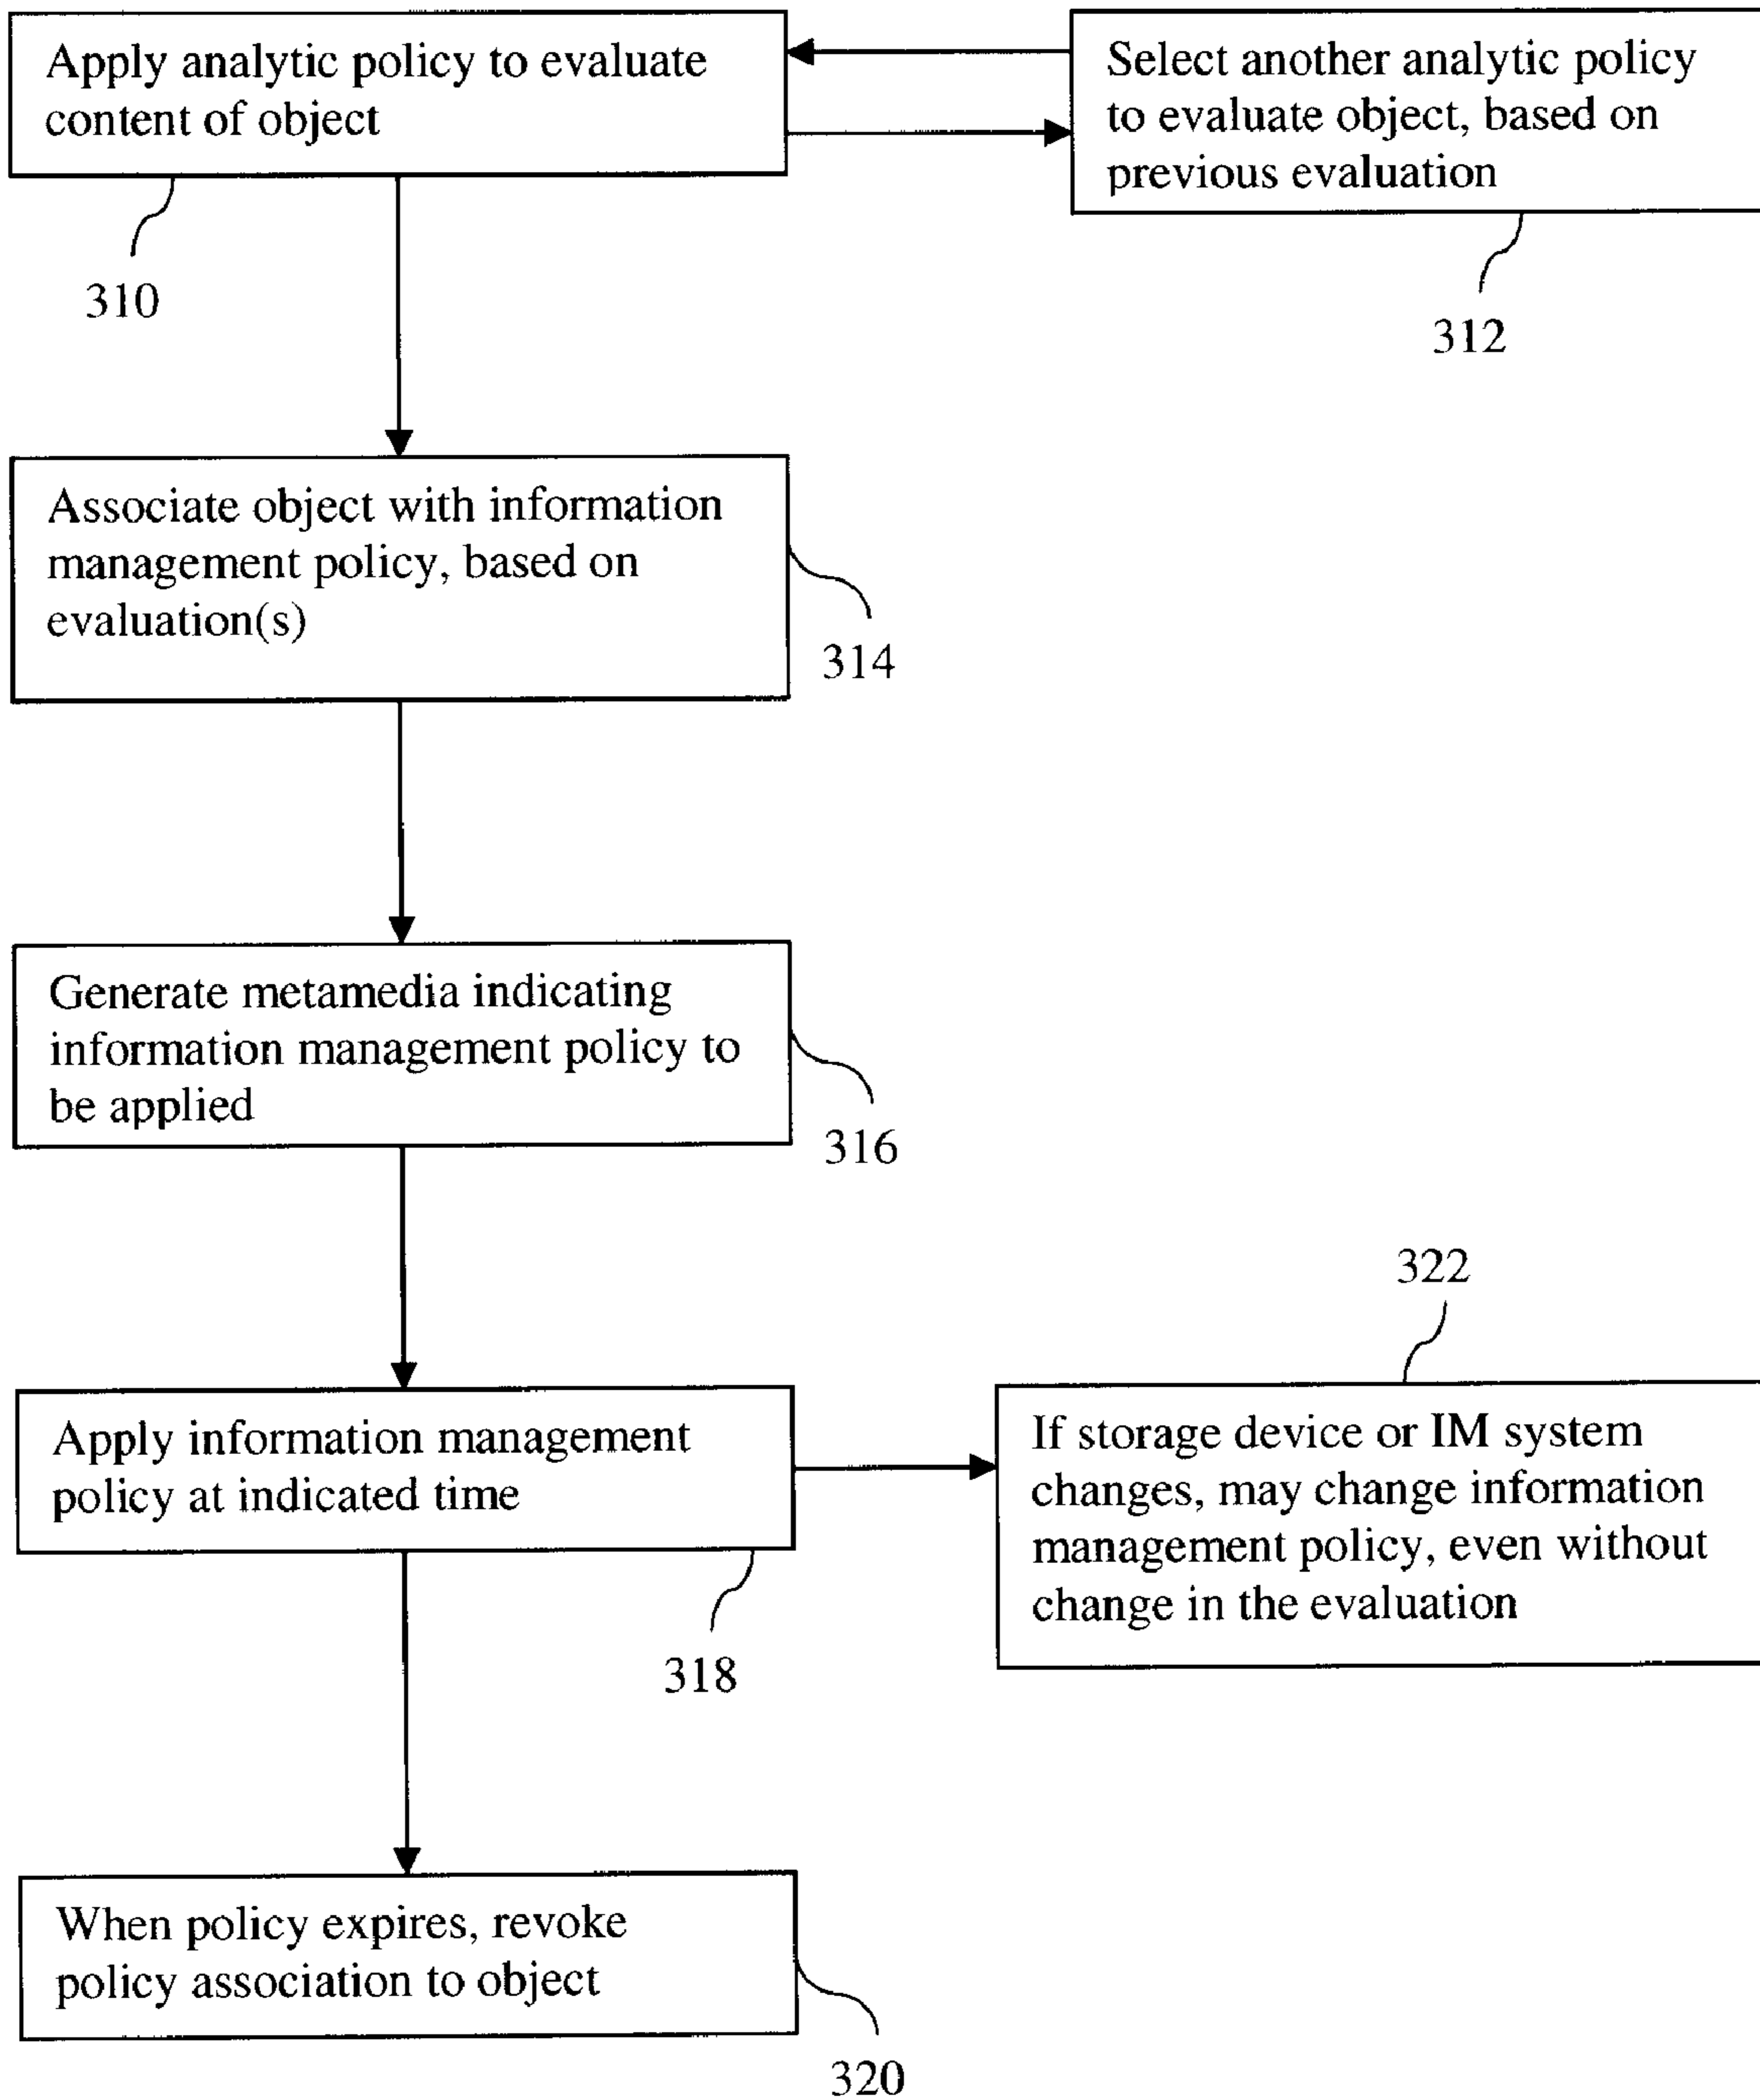 Apply analytic policy to evaluate
content of object
310
Select another analytic policy
to evaluate object, based on
previous evaluation
312
Associate object with information
management policy, based on
evaluation(s)
314
Generate metamedia indicating
information management policy to
be applied
316
Apply information management
policy at indicated time
318
322
If storage device or IM system
changes, may change information
management policy, even without
change in the evaluation
When policy expires, revoke
policy association to object
320